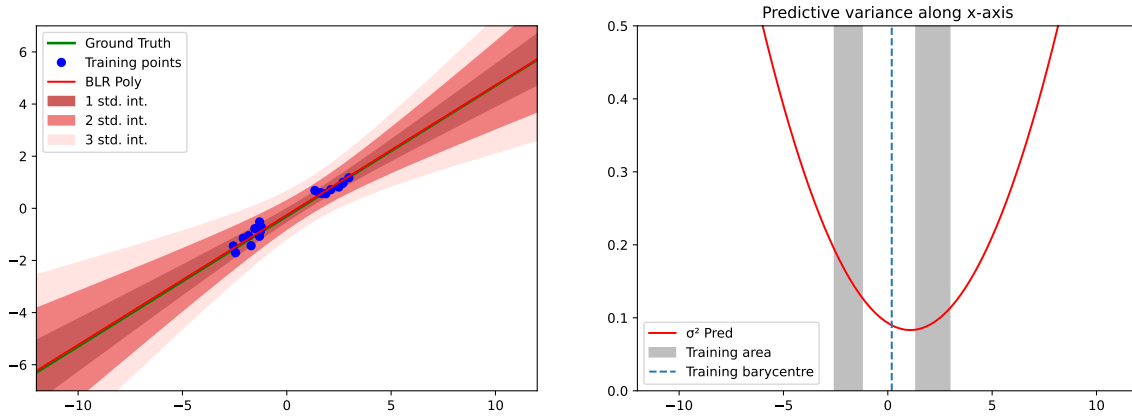 Ground Truth
Training points
BLR Poly
1 std. int.
2 std. int.
3 std. int.
6
4
2
0
−2
−4
−6
−10
−5
0
5
10
Predictive variance along x-axis
0.5
0.4
0.3
0.2
0.1
0.0
σ² Pred
Training area
Training barycentre
−10
−5
0
5
10